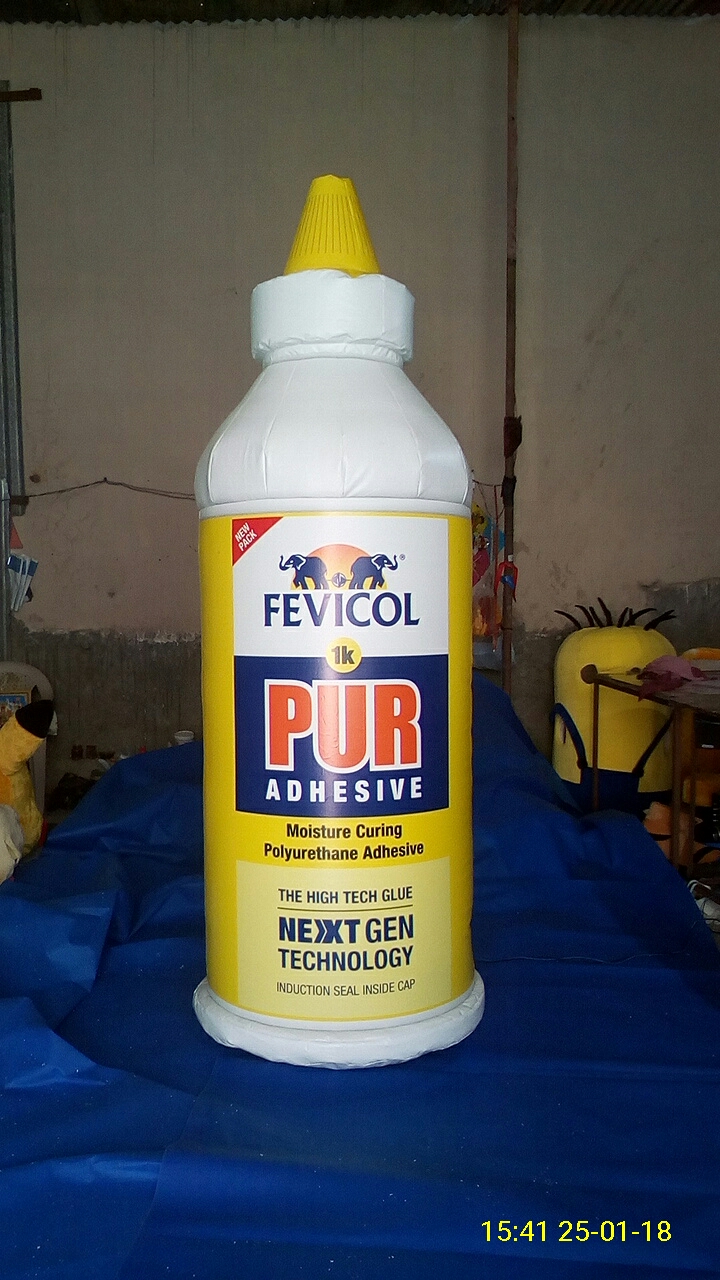 NEW
PACK
FEVICOL
1k
PUR
ADHESIVE
Moisture Curing
Polyurethane Adhesive
THE HIGH TECH GLUE
NEXT GEN
TECHNOLOGY
INDUCTION SEAL INSIDE CAP
15:41 25-01-18